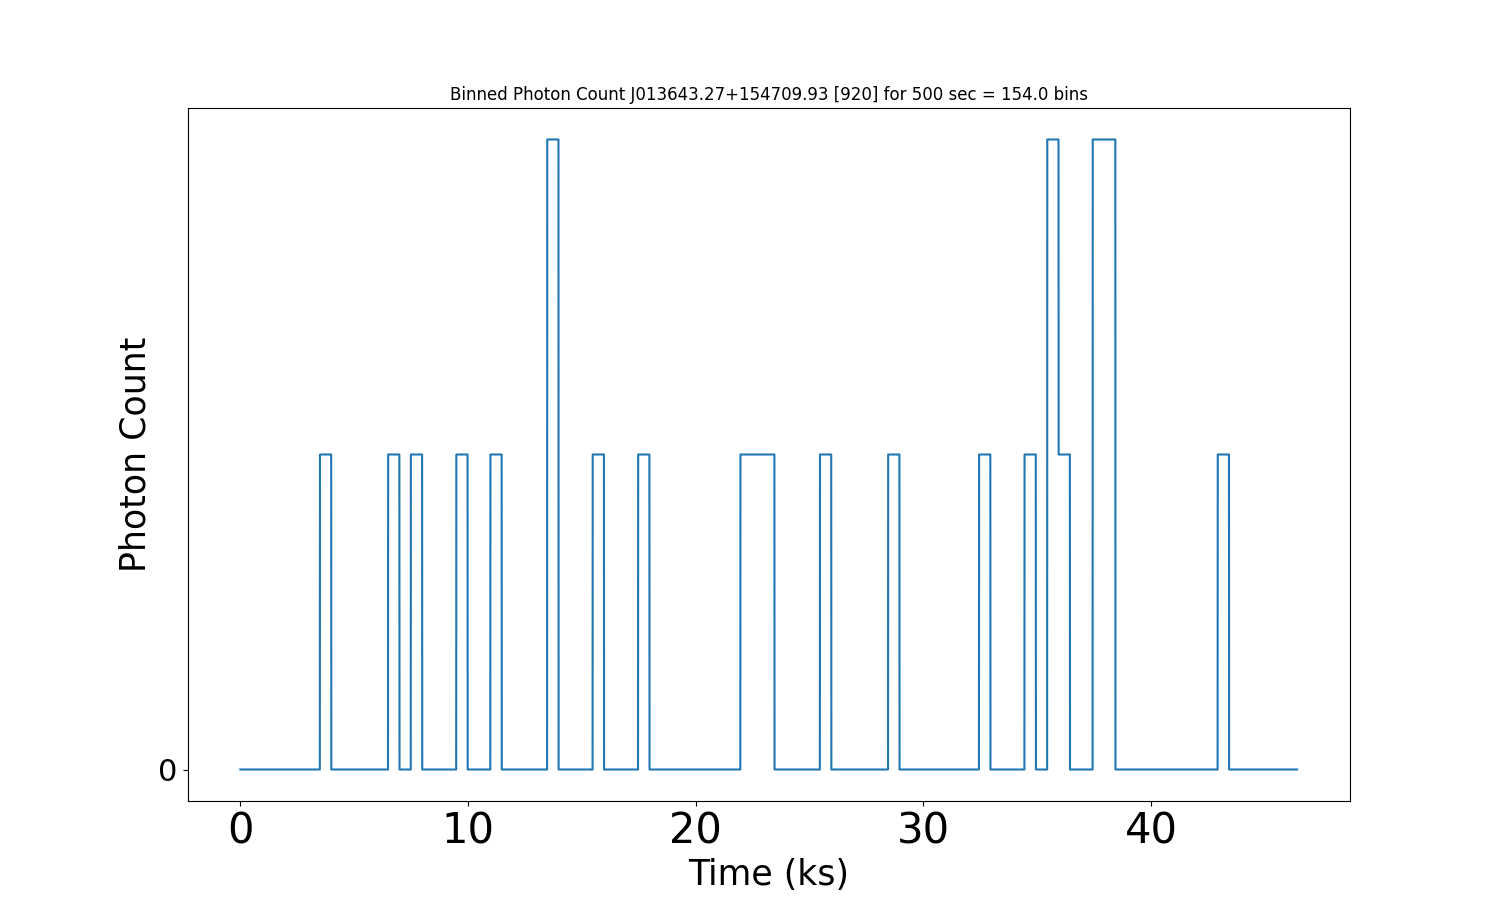 Binned Photon Count J013643.27+154709.93 [920] for 500 sec = 154.0 bins
Photon Count
0
0 10 20 30 40
Time (ks)